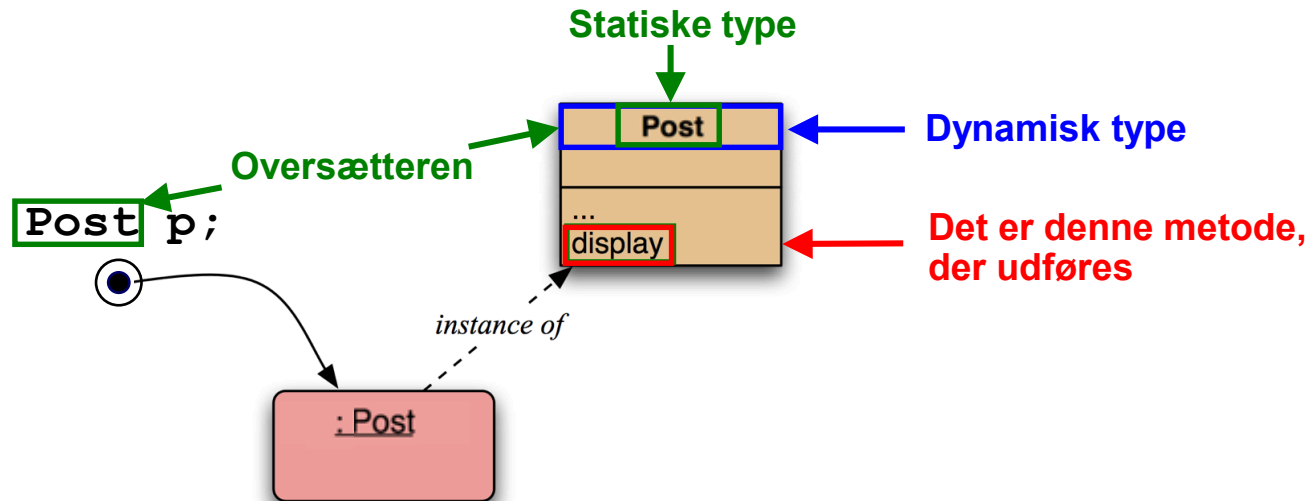 Statiske type
Post
Dynamisk type
Oversætteren
Post p;
...
display
Det er denne metode,
der udføres
instance of
: Post